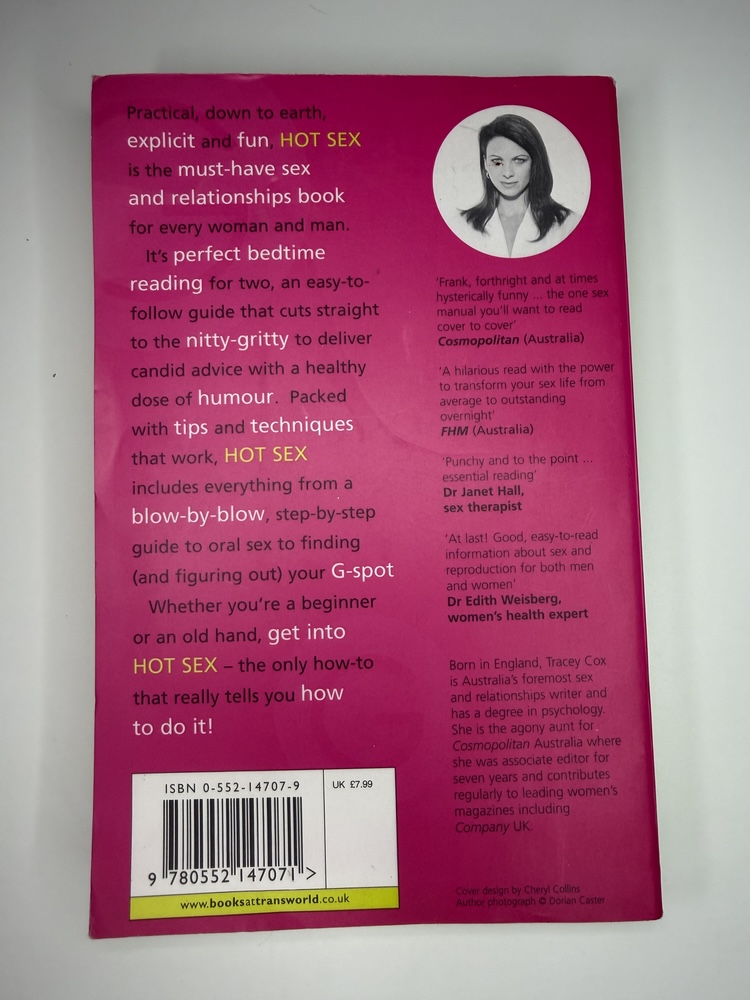 Practical, down to earth,
explicit and fun, HOT SEX
is the must-have sex
and relationships book
for every woman and man.
It's perfect bedtime
reading for two, an easy-to-
follow guide that cuts straight
to the nitty-gritty to deliver
candid advice with a healthy
dose of humour. Packed
with tips and techniques
that work, HOT SEX
includes everything from a
blow-by-blow, step-by-step
guide to oral sex to finding
(and figuring out) your G-spot
Whether you're a beginner
or an old hand, get into
HOT SEX – the only how-to
that really tells you how
to do it!
ISBN 0-552-14707-9
UK £7.99
9 780552 147071 >
www.booksattransworld.co.uk
'Frank, forthright and at times
hysterically funny ... the one sex
manual you'll want to read
cover to cover'
Cosmopolitan (Australia)
'A hilarious read with the power
to transform your sex life from
average to outstanding
overnight'
FHM (Australia)
'Punchy and to the point ...
essential reading'
Dr Janet Hall,
sex therapist
'At last! Good, easy-to-read
information about sex and
reproduction for both men
and women'
Dr Edith Weisberg,
women's health expert
Born in England, Tracey Cox
is Australia's foremost sex
and relationships writer and
has a degree in psychology.
She is the agony aunt for
Cosmopolitan Australia where
she was associate editor for
seven years and contributes
regularly to leading women's
magazines including
Company UK.
Cover design by Cheryl Collins
Author photograph © Dorian Caster